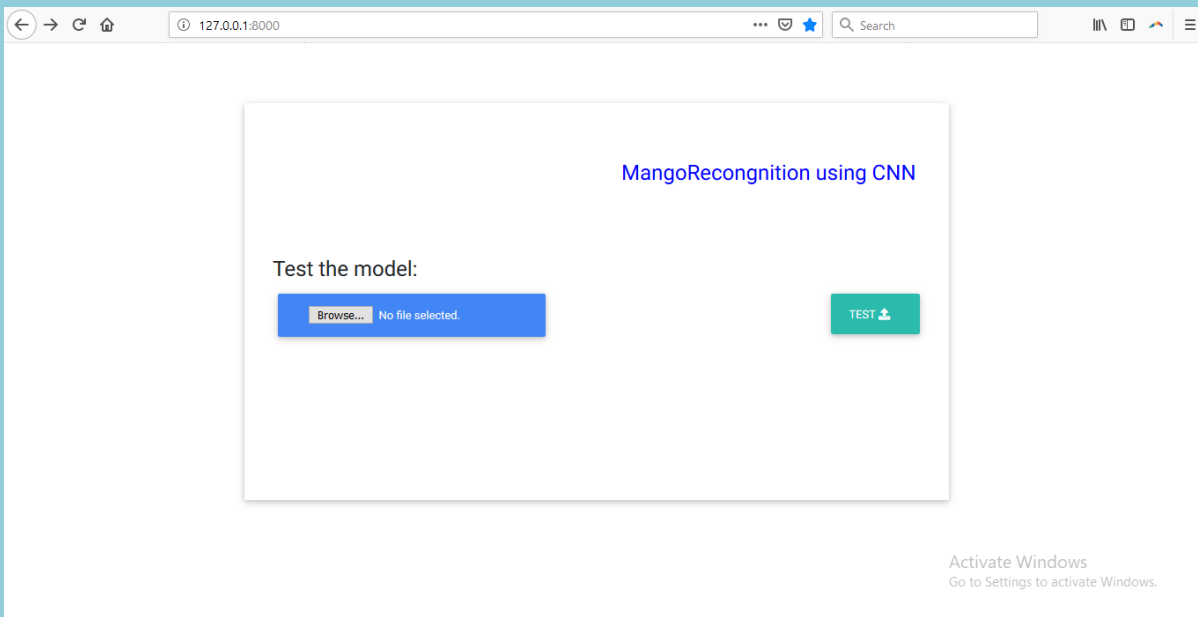 127.0.0.1:8000
Search
MangoRecongnition using CNN
Test the model:
Browse... No file selected.
TEST
Activate Windows
Go to Settings to activate Windows.